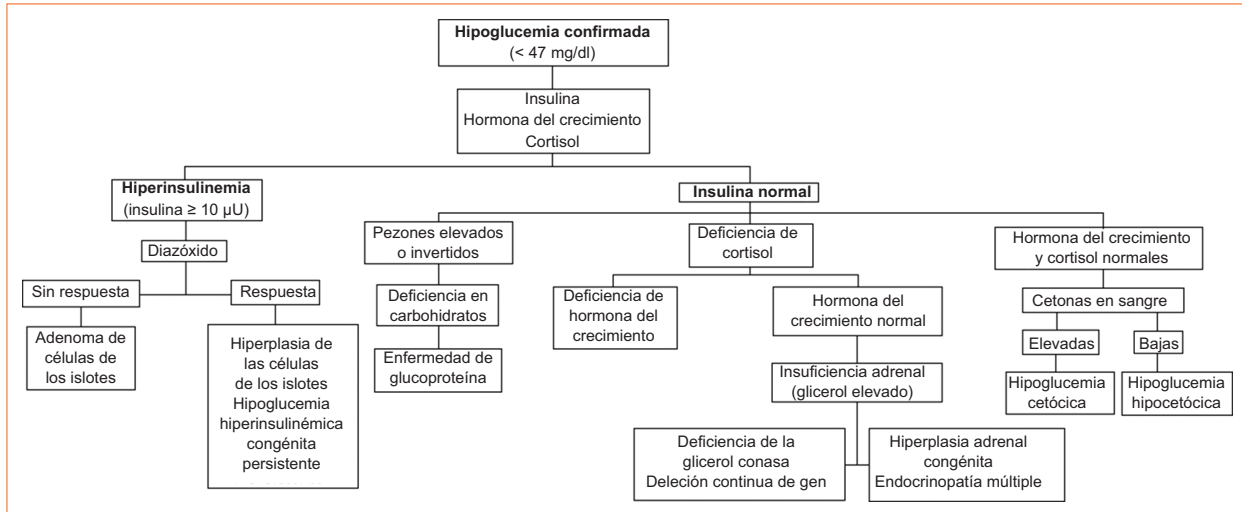 Hipoglucemia confirmada
(< 47 mg/dl)
Insulina
Hormona del crecimiento
Cortisol
Hiperinsulinemia
(insulina ≥ 10 µU)
Insulina normal
Diazóxido
Sin respuesta
Respuesta
Adenoma de
células de
los islotes
Hiperplasia de
las células
de los islotes
Hipoglucemia
hiperinsulinémica
congénita
persistente
Pezones elevados
o invertidos
Deficiencia en
carbohidratos
Enfermedad de
glucoproteína
Deficiencia de
cortisol
Deficiencia de
hormona del
crecimiento
Hormona del
crecimiento normal
Insuficiencia adrenal
(glicerol elevado)
Deficiencia de la
glicerol conasa
Deleción continua de gen
Hiperplasia adrenal
congénita
Endocrinopatía múltiple
Hormona del crecimiento
y cortisol normales
Cetonas en sangre
Elevadas
Bajas
Hipoglucemia
cetócica
Hipoglucemia
hipocetócica